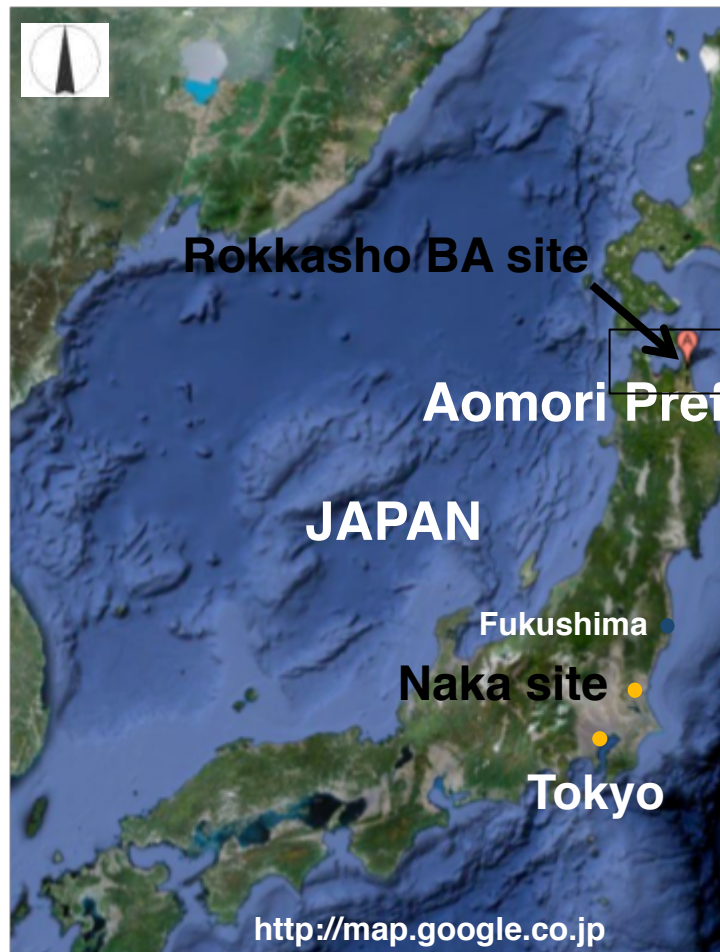 Rokkasho BA site
A
Aomori Pref
JAPAN
Fukushima
Naka site
Tokyo
http://map.google.co.jp